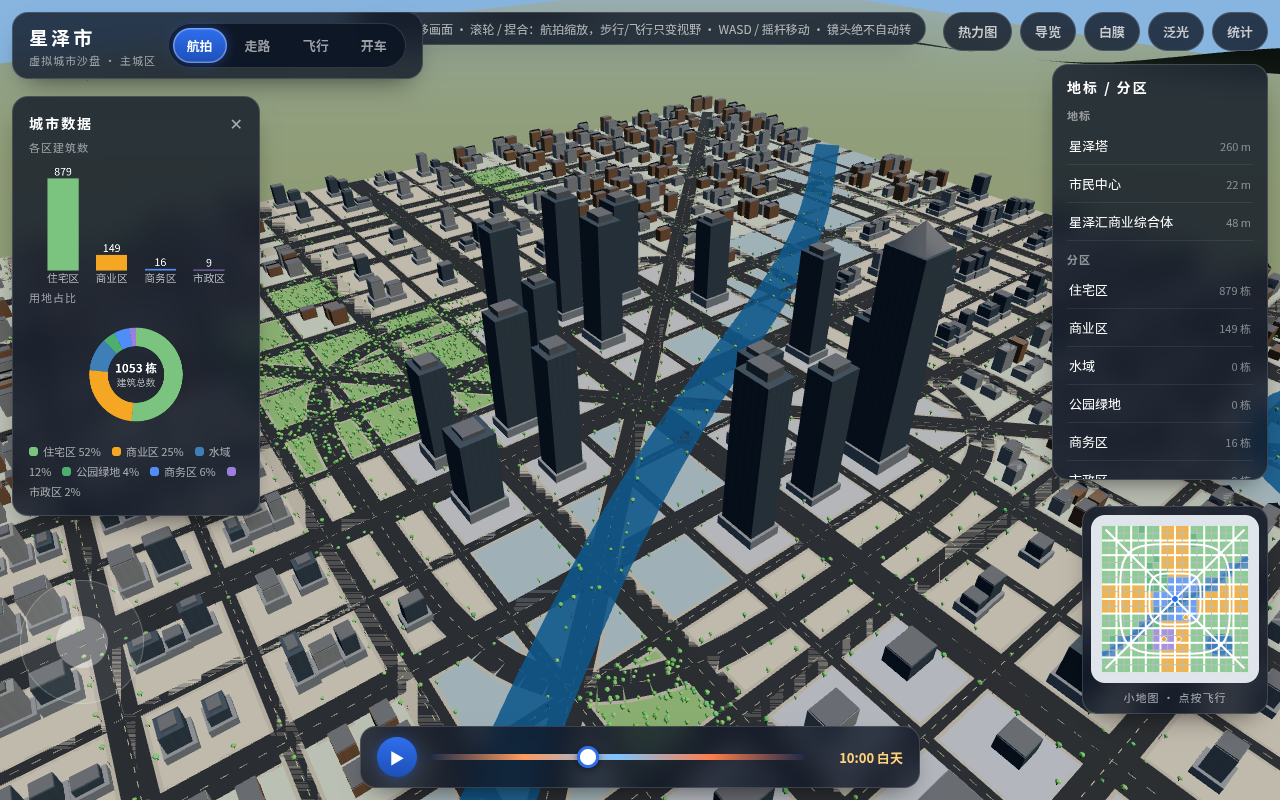 星泽市
虚拟城市沙盘 · 主城区
航拍 走路 飞行 开车
画面 · 滚轮 / 捏合：航拍缩放，步行/飞行只变视野 · WASD / 摇杆移动 · 镜头绝不自动转
热力图 导览 白膜 泛光 统计
城市数据 ✕
各区建筑数
879
149
16
9
住宅区 商业区 商务区 市政区
用地占比
1053 栋
建筑总数
住宅区 52% 商业区 25% 水域
12% 公园绿地 4% 商务区 6%
市政区 2%
地标 / 分区
地标
星泽塔 260 m
市民中心 22 m
星泽汇商业综合体 48 m
分区
住宅区 879 栋
商业区 149 栋
水域 0 栋
公园绿地 0 栋
商务区 16 栋
市政区 9 栋
小地图 · 点按飞行
10:00 白天